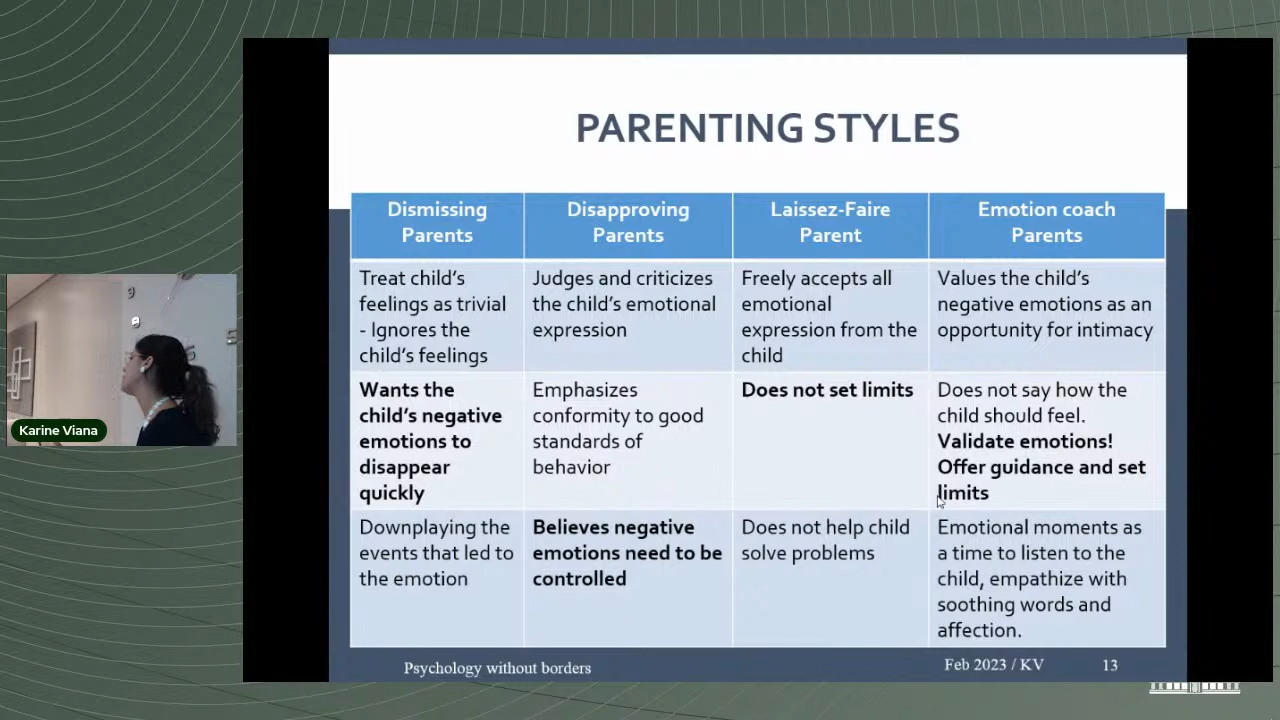 PARENTING STYLES
Dismissing
Parents
Disapproving
Parents
Laissez-Faire
Parent
Emotion coach
Parents
Treat child's
feelings as trivial
- Ignores the
child's feelings
Judges and criticizes
the child's emotional
expression
Freely accepts all
emotional
expression from the
child
Values the child's
negative emotions as an
opportunity for intimacy
Wants the
child's negative
emotions to
disappear
quickly
Emphasizes
conformity to good
standards of
behavior
Does not set limits
Does not say how the
child should feel.
Validate emotions!
Offer guidance and set
limits
Downplaying the
events that led to
the emotion
Believes negative
emotions need to be
controlled
Does not help child
solve problems
Emotional moments as
a time to listen to the
child, empathize with
soothing words and
affection.
Karine Viana
Psychology without borders
Feb 2023 / KV
13